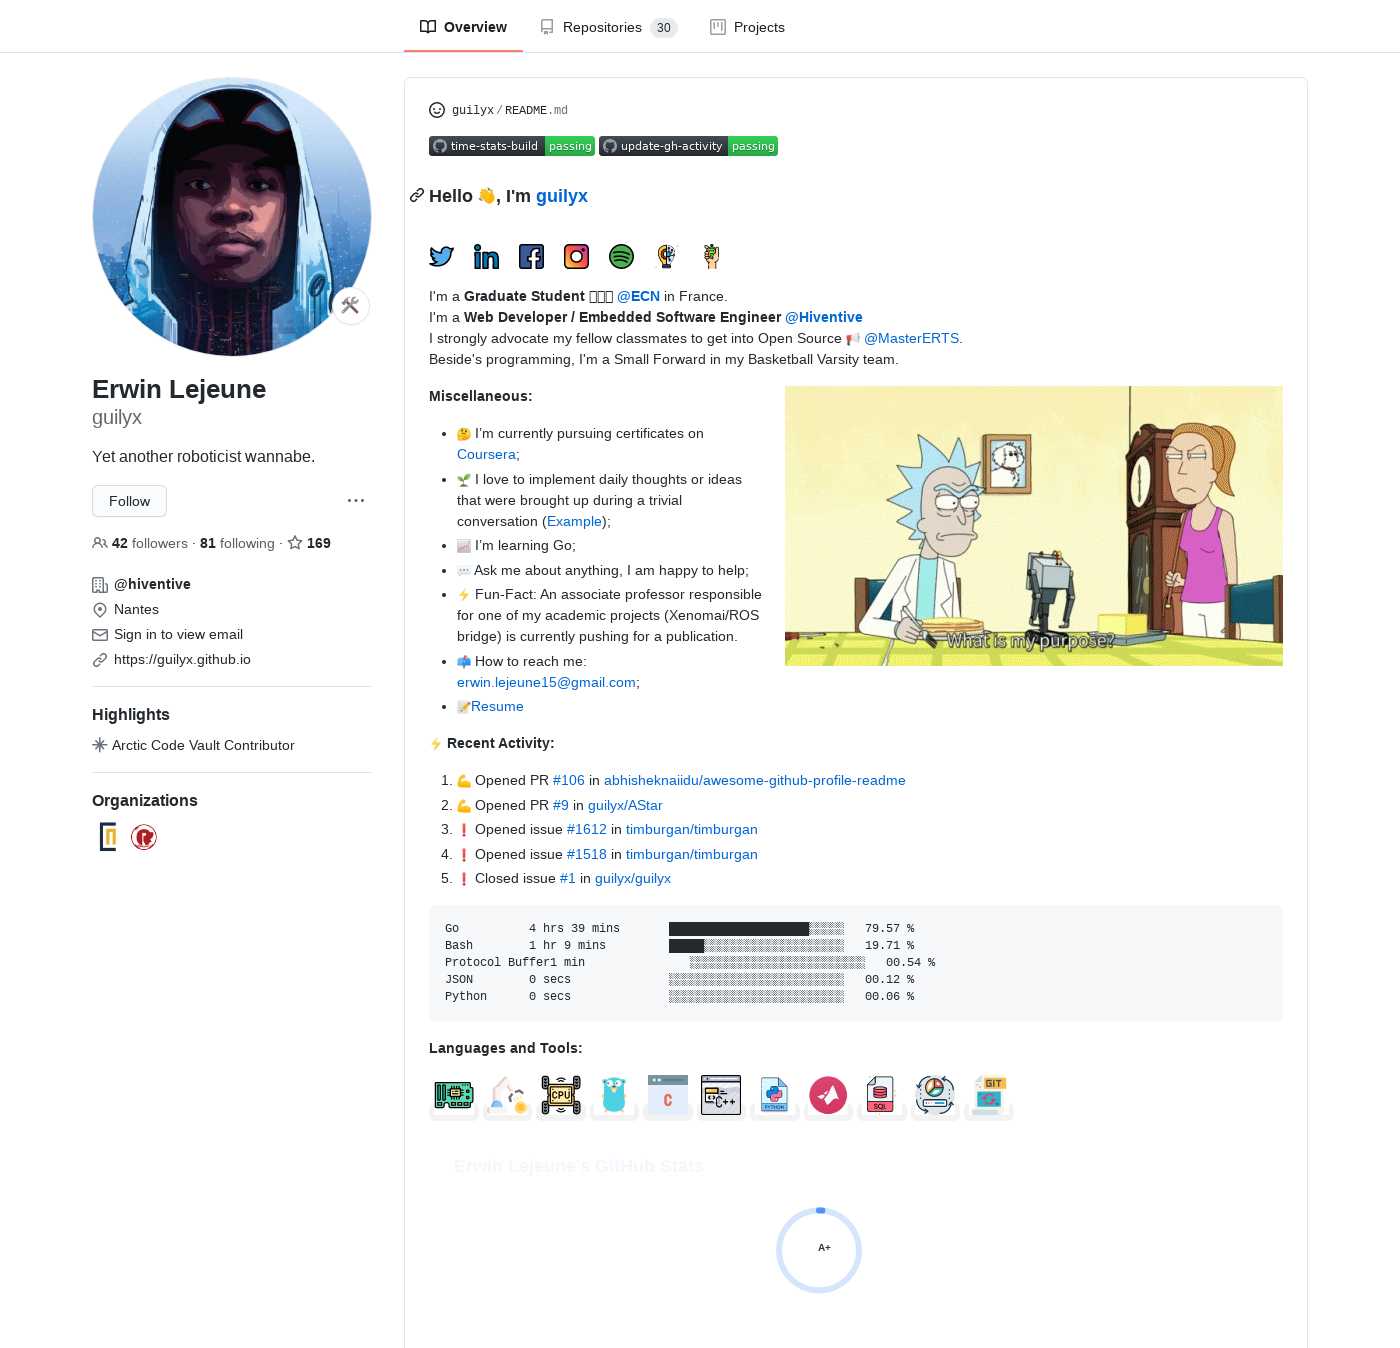 Overview
Repositories 30
Projects
Erwin Lejeune
guilyx
Yet another roboticist wannabe.
Follow
42 followers · 81 following · 169
@hiventive
Nantes
Sign in to view email
https://guilyx.github.io
Highlights
Arctic Code Vault Contributor
Organizations
guilyx/README.md
time-stats-build passing
update-gh-activity passing
Hello 👋, I'm guilyx
I'm a Graduate Student @ECN in France.
I'm a Web Developer / Embedded Software Engineer @Hiventive
I strongly advocate my fellow classmates to get into Open Source 📢 @MasterERTS.
Beside's programming, I'm a Small Forward in my Basketball Varsity team.
Miscellaneous:
• 🤔 I'm currently pursuing certificates on
Coursera;
• 🌱 I love to implement daily thoughts or ideas
that were brought up during a trivial
conversation (Example);
• 📈 I'm learning Go;
• 💬 Ask me about anything, I am happy to help;
• ⚡ Fun-Fact: An associate professor responsible
for one of my academic projects (Xenomai/ROS
bridge) is currently pushing for a publication.
• 📫 How to reach me:
erwin.lejeune15@gmail.com;
• 📝Resume
What is my purpose?
⚡ Recent Activity:
1. 💪 Opened PR #106 in abhisheknaiidu/awesome-github-profile-readme
2. 💪 Opened PR #9 in guilyx/AStar
3. ❗ Opened issue #1612 in timburgan/timburgan
4. ❗ Opened issue #1518 in timburgan/timburgan
5. ❗ Closed issue #1 in guilyx/guilyx
Go 4 hrs 39 mins ████████████████████░░░░░ 79.57 %
Bash 1 hr 9 mins █████░░░░░░░░░░░░░░░░░░░░ 19.71 %
Protocol Buffer1 min ░░░░░░░░░░░░░░░░░░░░░░░░░ 00.54 %
JSON 0 secs ░░░░░░░░░░░░░░░░░░░░░░░░░ 00.12 %
Python 0 secs ░░░░░░░░░░░░░░░░░░░░░░░░░ 00.06 %
Languages and Tools:
CPU
C
C++
PYTHON
SQL
GIT
Erwin Lejeune's GitHub Stats
A+